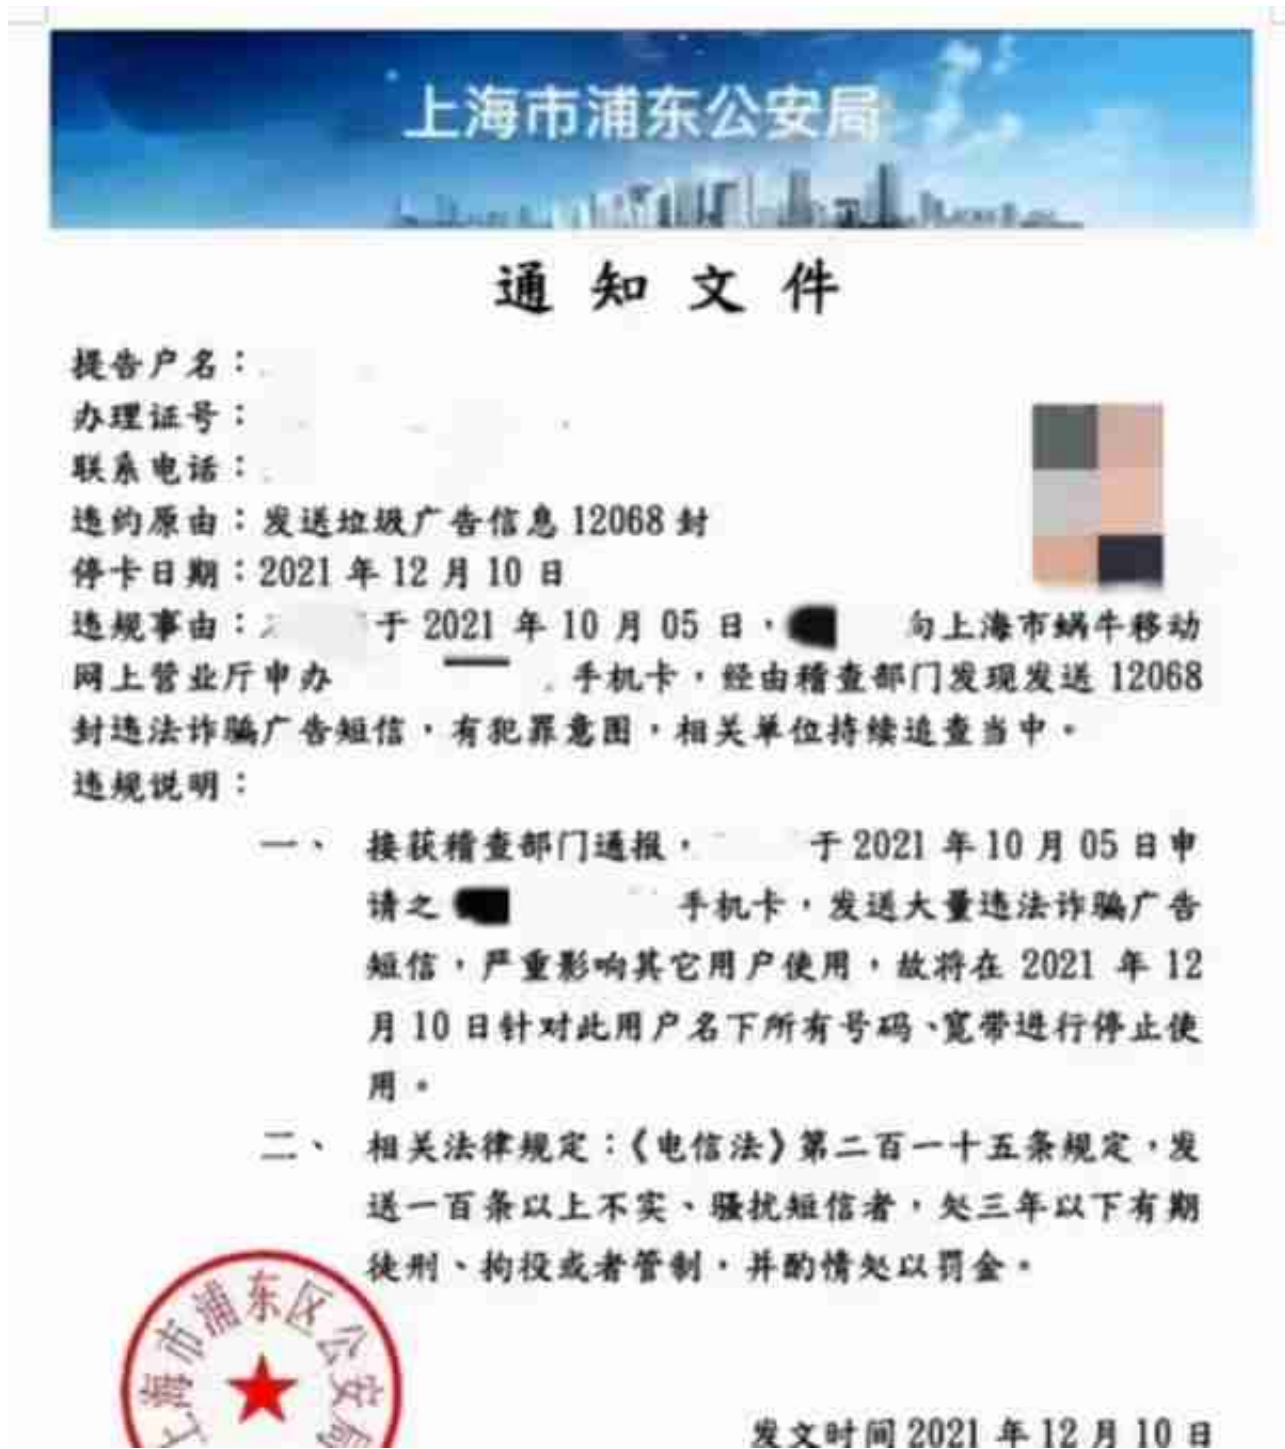 上海市浦东公安局
通知文件
提告户名：
办理证号：
联系电话：
违约原由：发送垃圾广告信息 12068 封
停卡日期：2021 年 12 月 10 日
违规事由： 于 2021 年 10 月 05 日， 向上海市蜗牛移动
网上营业厅申办 手机卡，经由稽查部门发现发送 12068
封违法诈骗广告短信，有犯罪意图，相关单位持续追查当中。
违规说明：
一、 接获稽查部门通报， 于 2021 年 10 月 05 日申
请之 手机卡，发送大量违法诈骗广告
短信，严重影响其它用户使用，故将在 2021 年 12
月 10 日针对此用户名下所有号码、宽带进行停止使
用。
二、 相关法律规定：《电信法》第二百一十五条规定，发
送一百条以上不实、骚扰短信者，处三年以下有期
徒刑、拘役或者管制，并酌情处以罚金。
上海市浦东区公安局
发文时间 2021 年 12 月 10 日